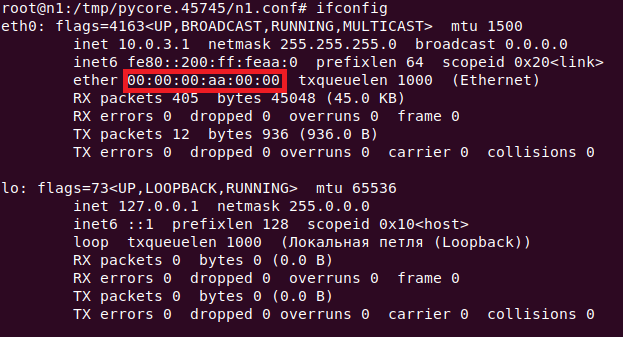 root@n1:/tmp/pycore.45745/n1.conf# ifconfig
eth0: flags=4163<UP,BROADCAST,RUNNING,MULTICAST>  mtu 1500
inet 10.0.3.1  netmask 255.255.255.0  broadcast 0.0.0.0
inet6 fe80::200:ff:feaa:0  prefixlen 64  scopeid 0x20<link>
ether 00:00:00:aa:00:00  txqueuelen 1000  (Ethernet)
RX packets 405  bytes 45048 (45.0 KB)
RX errors 0  dropped 0  overruns 0  frame 0
TX packets 12  bytes 936 (936.0 B)
TX errors 0  dropped 0 overruns 0  carrier 0  collisions 0
lo: flags=73<UP,LOOPBACK,RUNNING>  mtu 65536
inet 127.0.0.1  netmask 255.0.0.0
inet6 ::1  prefixlen 128  scopeid 0x10<host>
loop  txqueuelen 1000  (Локальная петля (Loopback))
RX packets 0  bytes 0 (0.0 B)
RX errors 0  dropped 0  overruns 0  frame 0
TX packets 0  bytes 0 (0.0 B)
TX errors 0  dropped 0 overruns 0  carrier 0  collisions 0